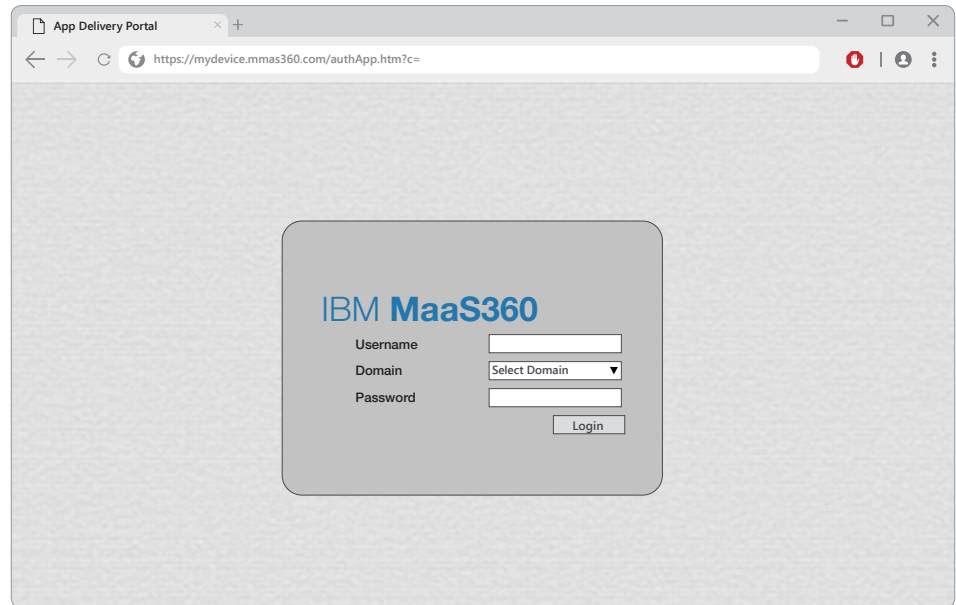 App Delivery Portal
https://mydevice.mmas360.com/authApp.htm?c=
IBM MaaS360
Username
Domain
Select Domain
Password
Login